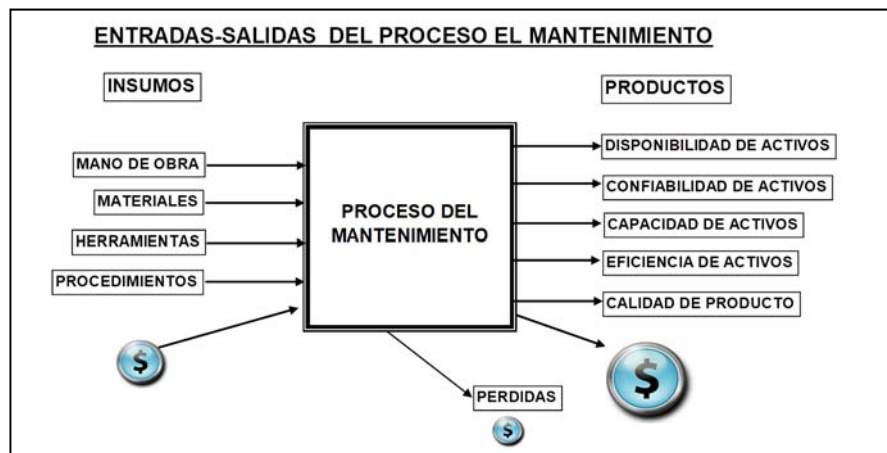 ENTRADAS-SALIDAS DEL PROCESO EL MANTENIMIENTO
INSUMOS
PRODUCTOS
MANO DE OBRA
MATERIALES
HERRAMIENTAS
PROCEDIMIENTOS
$
PROCESO DEL
MANTENIMIENTO
DISPONIBILIDAD DE ACTIVOS
CONFIABILIDAD DE ACTIVOS
CAPACIDAD DE ACTIVOS
EFICIENCIA DE ACTIVOS
CALIDAD DE PRODUCTO
$
PERDIDAS
$